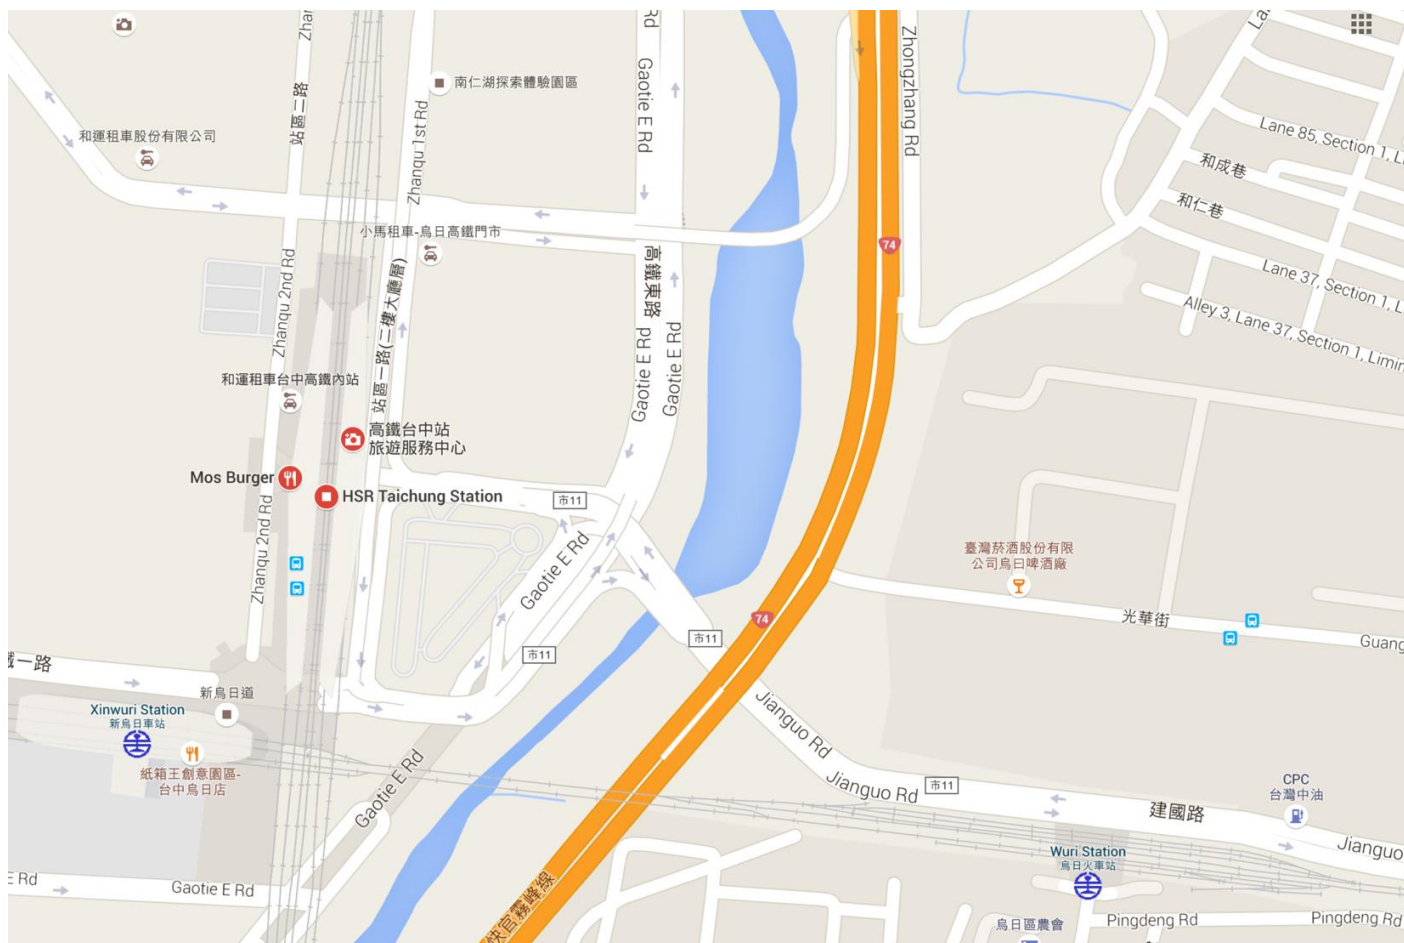 Zha
站區二路
南仁湖探索體驗園區
Rd
Gaotie E Rd
Zhongzhang Rd
La
Lane 85, Section 1, Li
和成巷
和仁巷
Lane 37, Section 1, L
Alley 3, Lane 37, Section 1, Limin
和運租車股份有限公司
Zhanqu 1st Rd
小馬租車-烏日高鐵門市
高鐵東路
74
Zhanqu 2nd Rd
站區一路(二樓大廳層)
Gaotie E Rd
Gaotie E Rd
和運租車台中高鐵內站
高鐵台中站
旅遊服務中心
Mos Burger
HSR Taichung Station
市11
Zhanqu 2nd Rd
Gaotie E Rd
臺灣菸酒股份有限
公司烏日啤酒廠
光華街
Guang
74
市11
市11
鐵一路
新烏日道
Xinwuri Station
新烏日車站
紙箱王創意園區-
台中烏日店
Jianguo Rd
Jianguo Rd
市11
建國路
CPC
台灣中油
Jianguo
Gaotie E Rd
Wuri Station
烏日火車站
E Rd
Gaotie E Rd
快官霧峰線
烏日區農會
Pingdeng Rd
Pingdeng Rd